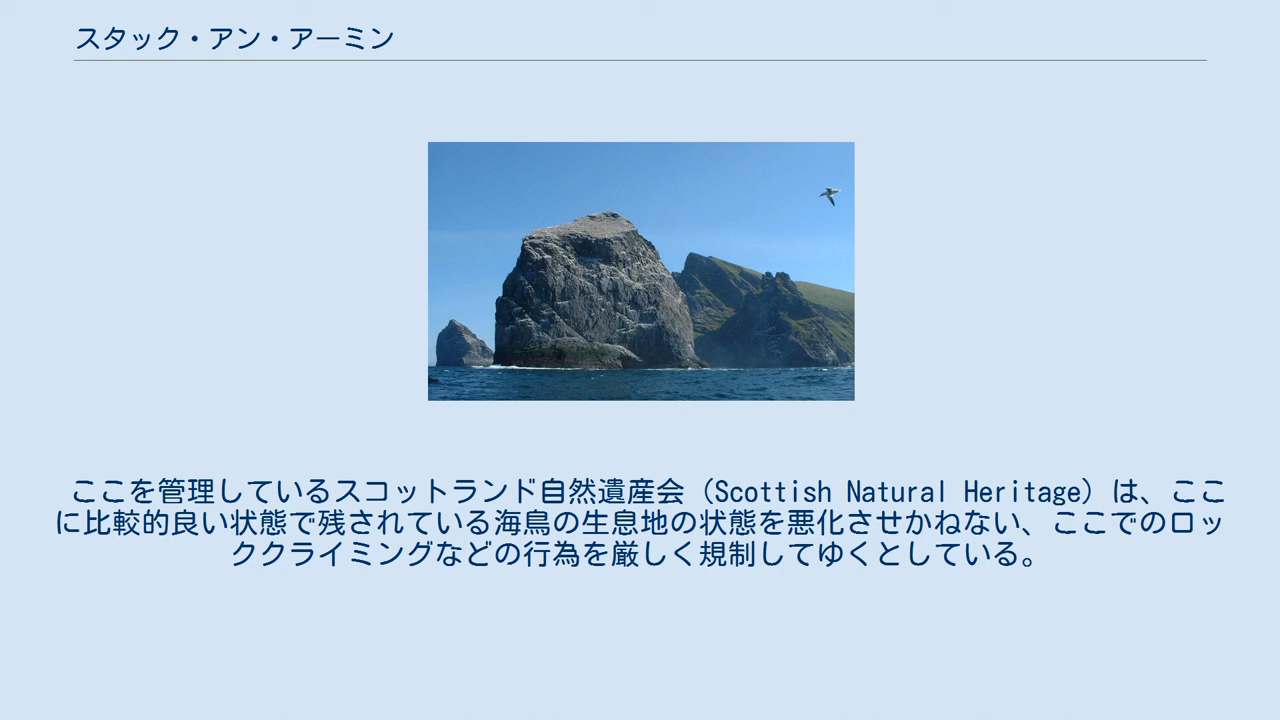 スタック・アン・アーミン
ここを管理しているスコットランド自然遺産会（Scottish Natural Heritage）は、ここ
に比較的良い状態で残されている海鳥の生息地の状態を悪化させかねない、ここでのロッ
ククライミングなどの行為を厳しく規制してゆくとしている。